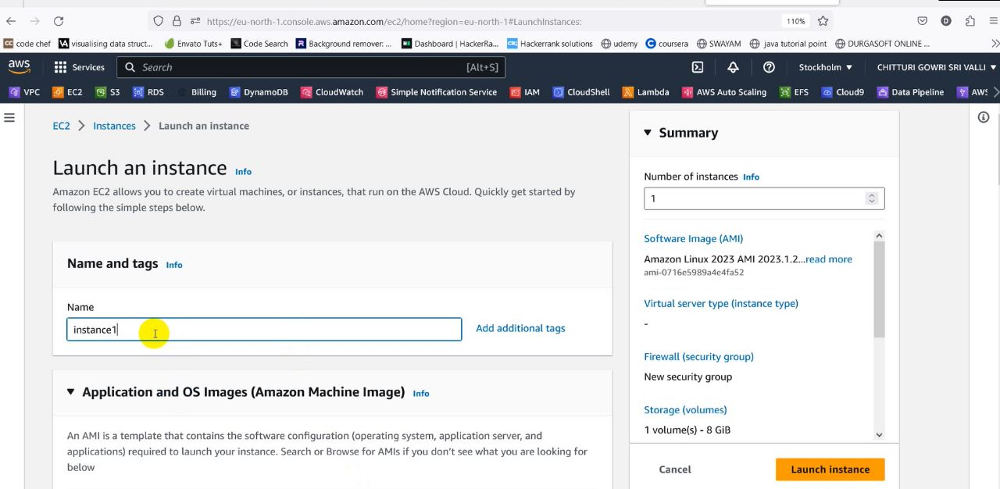 https://eu-north-1.console.aws.amazon.com/ec2/home?region=eu-north-1#LaunchInstances:
110%
D
CC code chef
VA visualising data struct...
Envato Tuts+
Code Search
R Background remover: ...
Dashboard | HackerRa...
Hackerrank solutions
udemy
coursera
SWAYAM
java tutorial point
DURGASOFT ONLINE ...
aws
Services
Search
[Alt+S]
Stockholm
CHITTURI GOWRI SRI VALLI
VPC
EC2
S3
RDS
Billing
DynamoDB
CloudWatch
Simple Notification Service
IAM
CloudShell
Lambda
AWS Auto Scaling
EFS
Cloud9
Data Pipeline
AWS
EC2 > Instances > Launch an instance
Launch an instance Info
Amazon EC2 allows you to create virtual machines, or instances, that run on the AWS Cloud. Quickly get started by
following the simple steps below.
Name and tags Info
Name
instance1
Add additional tags
Application and OS Images (Amazon Machine Image) Info
An AMI is a template that contains the software configuration (operating system, application server, and
applications) required to launch your instance. Search or Browse for AMIs if you don't see what you are looking for
below
Summary
Number of instances Info
1
Software Image (AMI)
Amazon Linux 2023 AMI 2023.1.2...read more
ami-0716e5989a4e4fa52
Virtual server type (instance type)
-
Firewall (security group)
New security group
Storage (volumes)
1 volume(s) - 8 GiB
Cancel
Launch instance